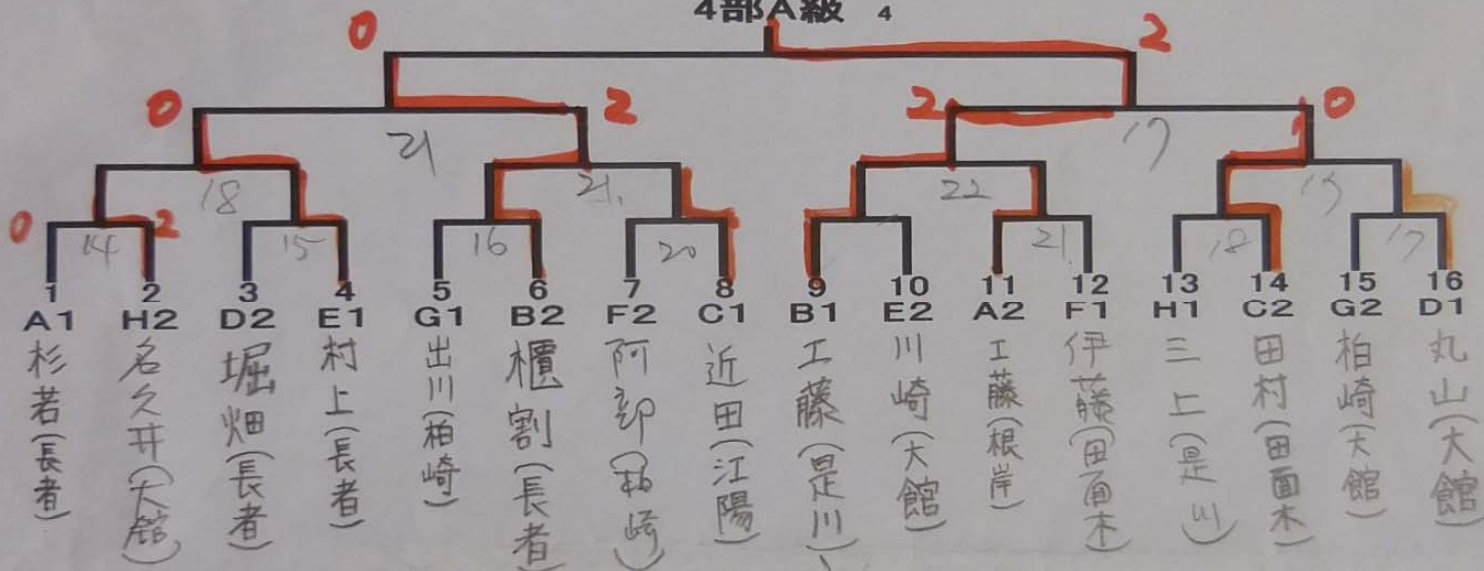 4部A級 4
0 2
0 2 2 0
21 17
18 21. 22 19
0 14 2 15 16 20 21. 18 17
1 2 3 4 5 6 7 8 9 10 11 12 13 14 15 16
A1 H2 D2 E1 G1 B2 F2 C1 B1 E2 A2 F1 H1 C2 G2 D1
杉若(長者)
名久井(大館)
堀畑(長者)
村上(長者)
出川(柏崎)
櫃割(長者)
阿部(柏崎)
近田(江陽)
工藤(是川)
川崎(大館)
工藤(根岸)
伊藤(田面木)
三上(是川)
田村(田面木)
柏崎(大館)
丸山(大館)